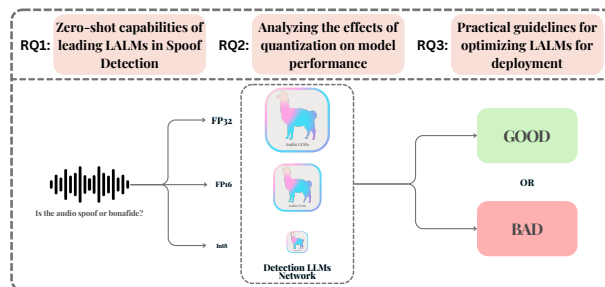 RQ1:
Zero-shot capabilities of
leading LALMs in Spoof
Detection
RQ2:
Analyzing the effects of
quantization on model
performance
RQ3:
Practical guidelines for
optimizing LALMs for
deployment
FP32
Audio LLMs
FP16
Audio LLMs
Is the audio spoof or bonafide?
Int8
Detection LLMs
Network
GOOD
OR
BAD